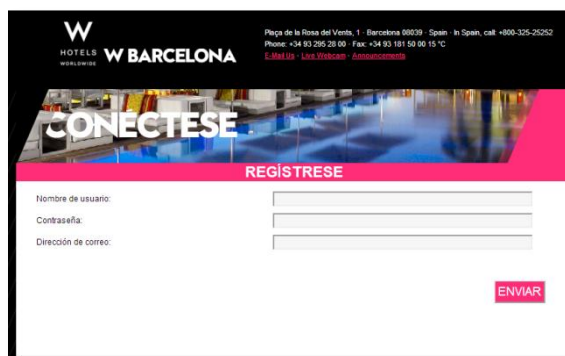 W
HOTELS
WORLDWIDE
W BARCELONA
Plaça de la Rosa del Vents, 1 · Barcelona 08039 · Spain · In Spain, call: +800-325-25252
Phone: +34 93 295 28 00 · Fax: +34 93 181 50 00 15 °C
E-Mail Us · Live Webcam · Announcements
CONÉCTESE
REGÍSTRESE
Nombre de usuario:
Contraseña:
Dirección de correo:
ENVIAR